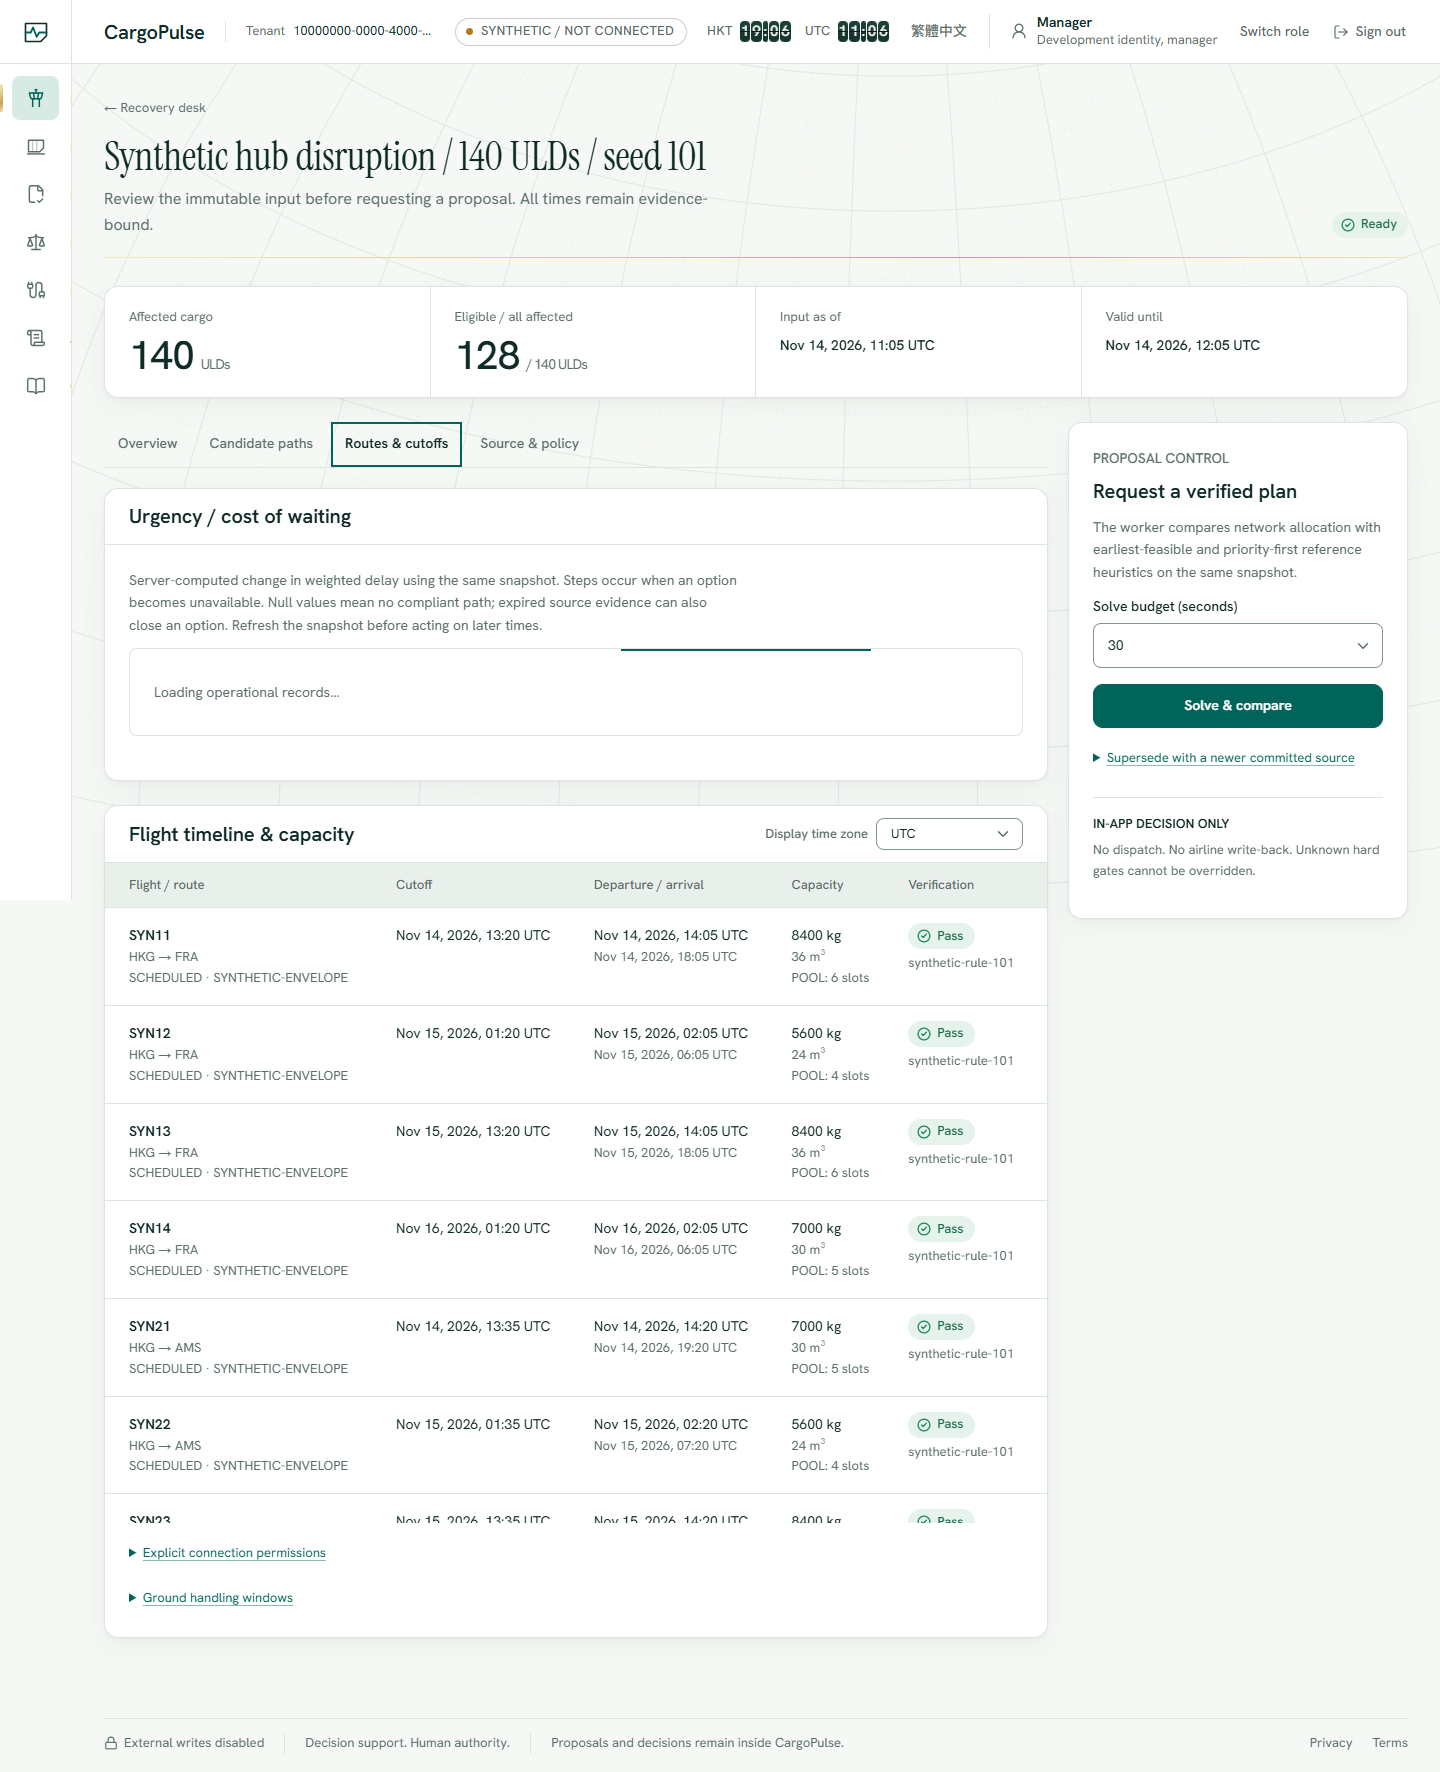 CargoPulse
Tenant 10000000-0000-4000-...
SYNTHETIC / NOT CONNECTED
HKT 19:06 UTC 11:06
繁體中文
Manager
Development identity, manager
Switch role
Sign out
← Recovery desk
Synthetic hub disruption / 140 ULDs / seed 101
Review the immutable input before requesting a proposal. All times remain evidence-
bound.
Ready
Affected cargo
140 ULDs
Eligible / all affected
128 / 140 ULDs
Input as of
Nov 14, 2026, 11:05 UTC
Valid until
Nov 14, 2026, 12:05 UTC
Overview Candidate paths Routes & cutoffs Source & policy
Urgency / cost of waiting
Server-computed change in weighted delay using the same snapshot. Steps occur when an option
becomes unavailable. Null values mean no compliant path; expired source evidence can also
close an option. Refresh the snapshot before acting on later times.
Loading operational records...
PROPOSAL CONTROL
Request a verified plan
The worker compares network allocation with
earliest-feasible and priority-first reference
heuristics on the same snapshot.
Solve budget (seconds)
30
Solve & compare
Supersede with a newer committed source
IN-APP DECISION ONLY
No dispatch. No airline write-back. Unknown hard
gates cannot be overridden.
Flight timeline & capacity
Display time zone UTC
Flight / route Cutoff Departure / arrival Capacity Verification
SYN11 Nov 14, 2026, 13:20 UTC Nov 14, 2026, 14:05 UTC 8400 kg Pass
HKG → FRA Nov 14, 2026, 18:05 UTC 36 m³ synthetic-rule-101
SCHEDULED · SYNTHETIC-ENVELOPE POOL: 6 slots
SYN12 Nov 15, 2026, 01:20 UTC Nov 15, 2026, 02:05 UTC 5600 kg Pass
HKG → FRA Nov 15, 2026, 06:05 UTC 24 m³ synthetic-rule-101
SCHEDULED · SYNTHETIC-ENVELOPE POOL: 4 slots
SYN13 Nov 15, 2026, 13:20 UTC Nov 15, 2026, 14:05 UTC 8400 kg Pass
HKG → FRA Nov 15, 2026, 18:05 UTC 36 m³ synthetic-rule-101
SCHEDULED · SYNTHETIC-ENVELOPE POOL: 6 slots
SYN14 Nov 16, 2026, 01:20 UTC Nov 16, 2026, 02:05 UTC 7000 kg Pass
HKG → FRA Nov 16, 2026, 06:05 UTC 30 m³ synthetic-rule-101
SCHEDULED · SYNTHETIC-ENVELOPE POOL: 5 slots
SYN21 Nov 14, 2026, 13:35 UTC Nov 14, 2026, 14:20 UTC 7000 kg Pass
HKG → AMS Nov 14, 2026, 19:20 UTC 30 m³ synthetic-rule-101
SCHEDULED · SYNTHETIC-ENVELOPE POOL: 5 slots
SYN22 Nov 15, 2026, 01:35 UTC Nov 15, 2026, 02:20 UTC 5600 kg Pass
HKG → AMS Nov 15, 2026, 07:20 UTC 24 m³ synthetic-rule-101
SCHEDULED · SYNTHETIC-ENVELOPE POOL: 4 slots
SYN23 Nov 15, 2026, 13:35 UTC Nov 15, 2026, 14:20 UTC 8400 kg Pass
Explicit connection permissions
Ground handling windows
External writes disabled
Decision support. Human authority.
Proposals and decisions remain inside CargoPulse.
Privacy Terms